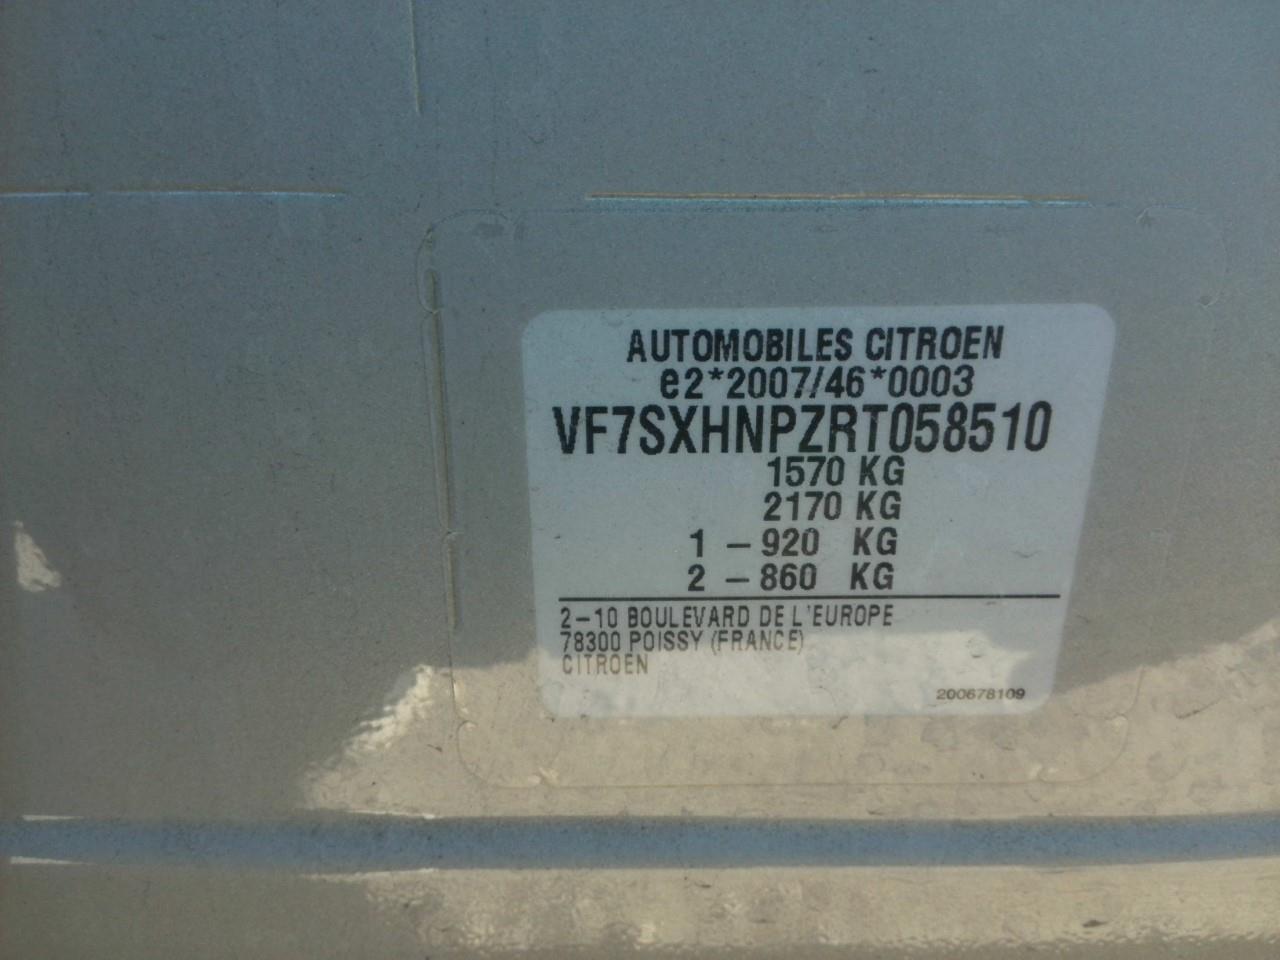 AUTOMOBILES CITROEN
e2*2007/46*0003
VF7SXHNPZRT058510
1570 KG
2170 KG
1 - 920 KG
2 - 860 KG
2-10 BOULEVARD DE L'EUROPE
78300 POISSY (FRANCE)
CITROEN
200678109